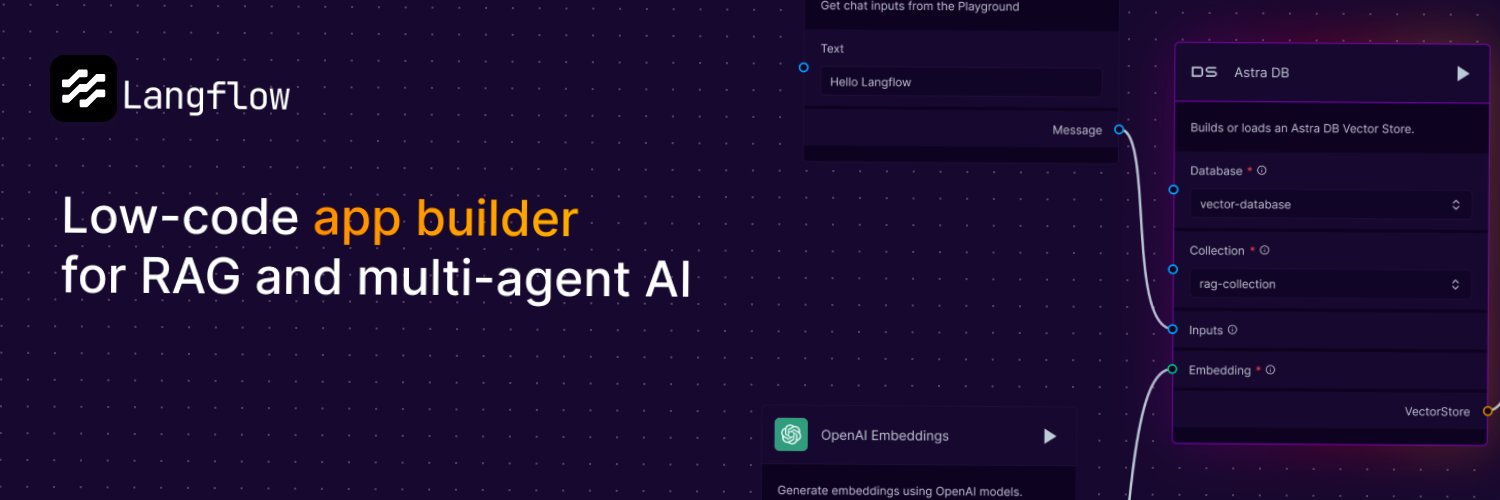 Langflow
Low-code app builder
for RAG and multi-agent AI
Get chat inputs from the Playground
Text
Hello Langflow
Message
DS Astra DB
Builds or loads an Astra DB Vector Store.
Database *
vector-database
Collection *
rag-collection
Inputs
Embedding *
VectorStore
OpenAI Embeddings
Generate embeddings using OpenAI models.